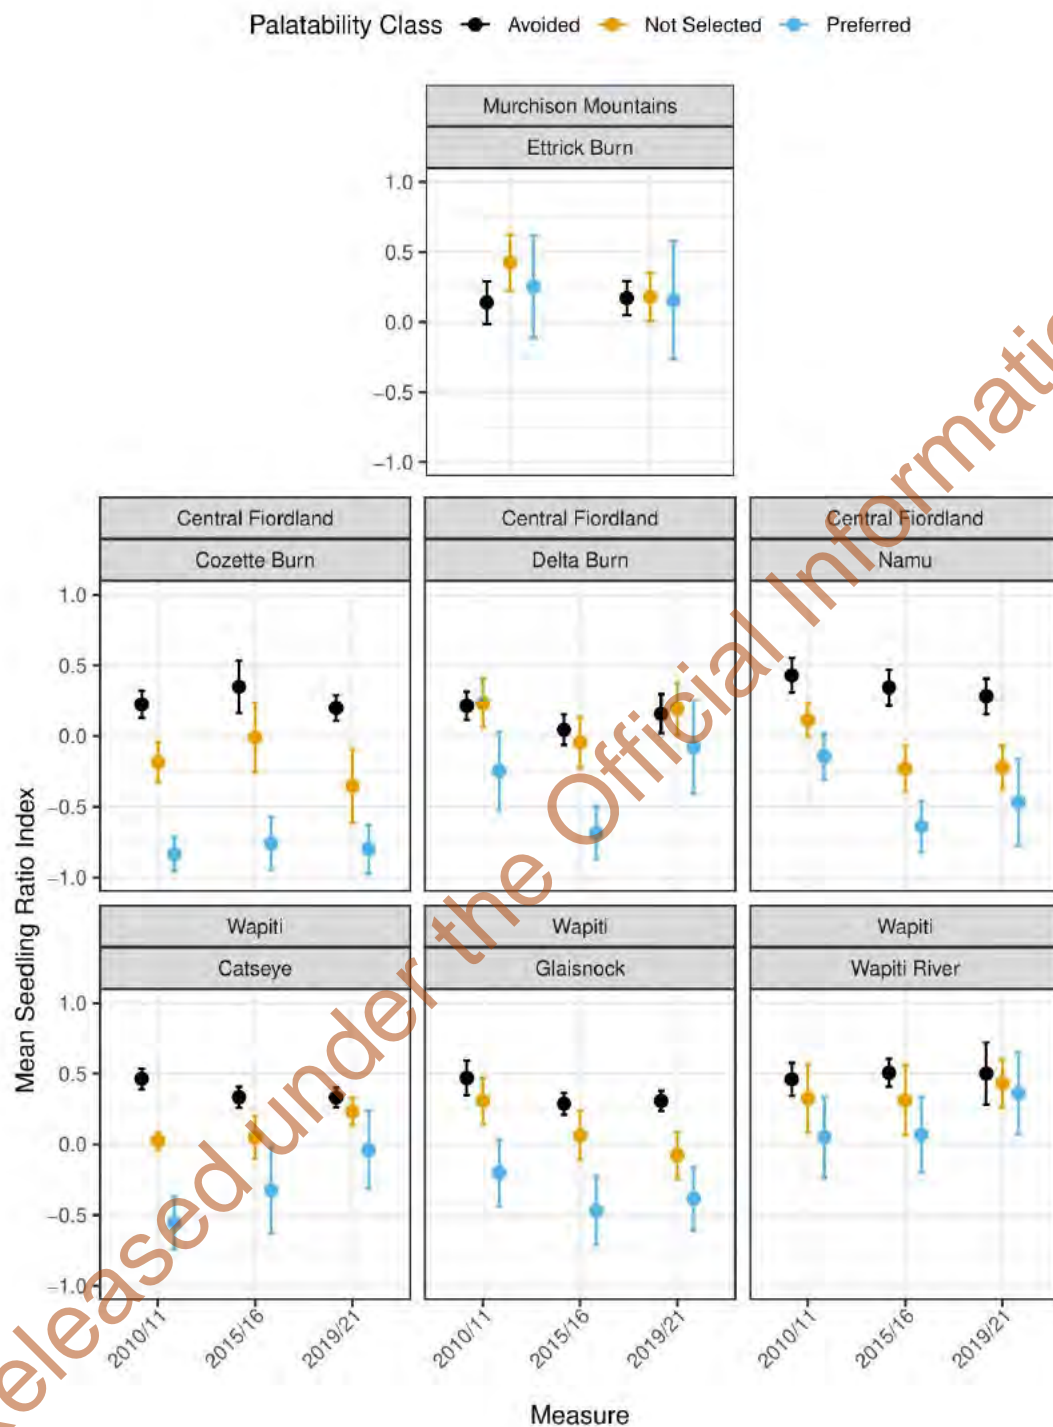 Palatability Class Avoided Not Selected Preferred
Murchison Mountains
Ettrick Burn
1.0
0.5
0.0
−0.5
−1.0
Central Fiordland Central Fiordland Central Fiordland
Cozette Burn Delta Burn Namu
1.0
0.5
0.0
−0.5
−1.0
Mean Seedling Ratio Index
Wapiti Wapiti Wapiti
Catseye Glaisnock Wapiti River
1.0
0.5
0.0
−0.5
−1.0
2010/11 2015/16 2019/21 2010/11 2015/16 2019/21 2010/11 2015/16 2019/21
Measure
Released under the Official